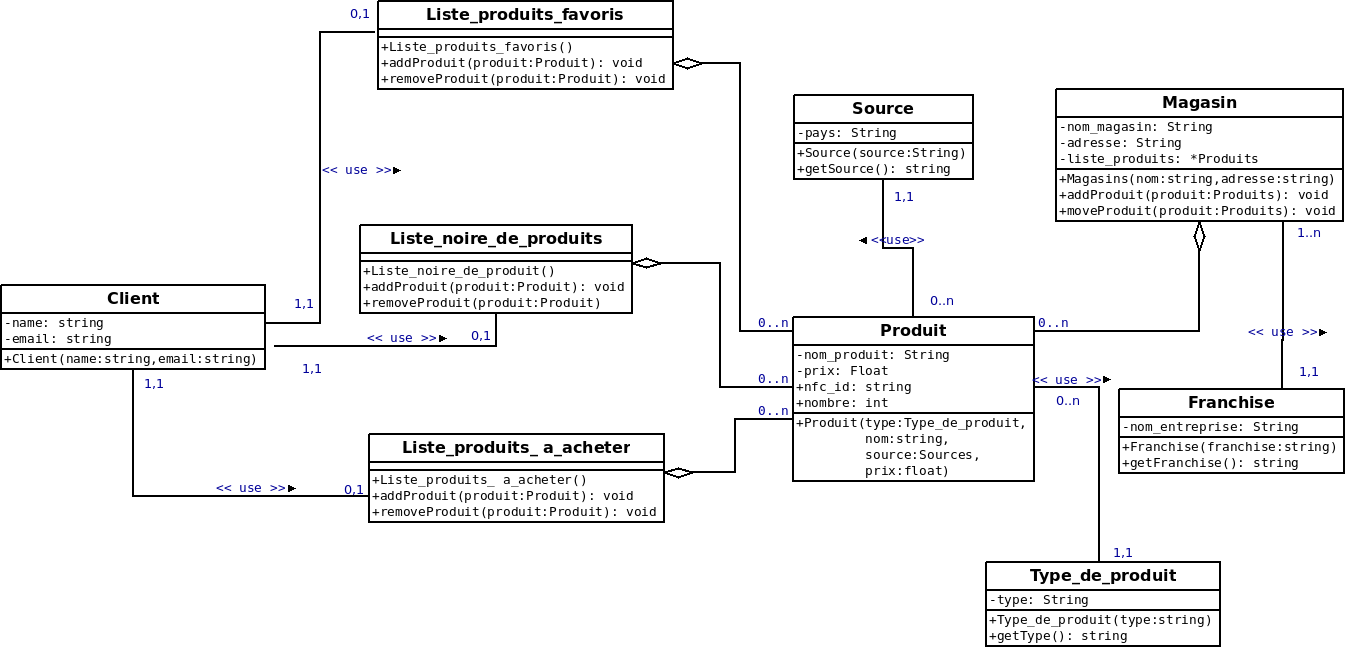 0,1
Liste_produits_favoris
+Liste_produits_favoris()
+addProduit(produit:Produit): void
+removeProduit(produit:Produit): void
<< use >>
1,1
Source
-pays: String
+Source(source:String)
+getSource(): string
1,1
<<use>>
0..n
Magasin
-nom_magasin: String
-adresse: String
-liste_produits: *Produits
+Magasins(nom:string,adresse:string)
+addProduit(produit:Produits): void
+moveProduit(produit:Produits): void
1..n
<< use >>
1,1
Liste_noire_de_produits
+Liste_noire_de_produit()
+addProduit(produit:Produit): void
+removeProduit(produit:Produit)
0,1
<< use >>
1,1
Client
-name: string
-email: string
+Client(name:string,email:string)
1,1
<< use >>
0,1
Liste_produits_ a_acheter
+Liste_produits_ a_acheter()
+addProduit(produit:Produit): void
+removeProduit(produit:Produit): void
0..n
0..n
0..n
Produit
-nom_produit: String
-prix: Float
+nfc_id: string
+nombre: int
+Produit(type:Type_de_produit,
nom:string,
source:Sources,
prix:float)
0..n
<< use >>
0..n
1,1
Franchise
-nom_entreprise: String
+Franchise(franchise:string)
+getFranchise(): string
Type_de_produit
-type: String
+Type_de_produit(type:string)
+getType(): string